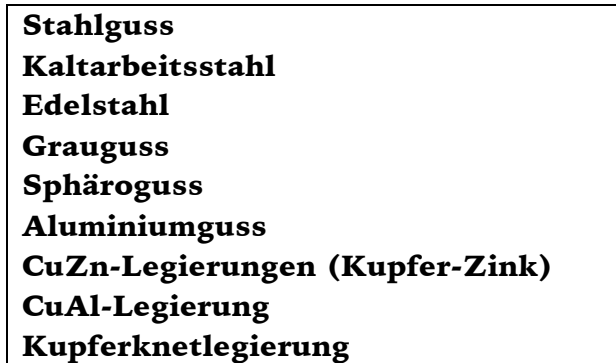 Stahlguss
Kaltarbeitsstahl
Edelstahl
Grauguss
Sphäroguss
Aluminiumguss
CuZn-Legierungen (Kupfer-Zink)
CuAl-Legierung
Kupferknetlegierung